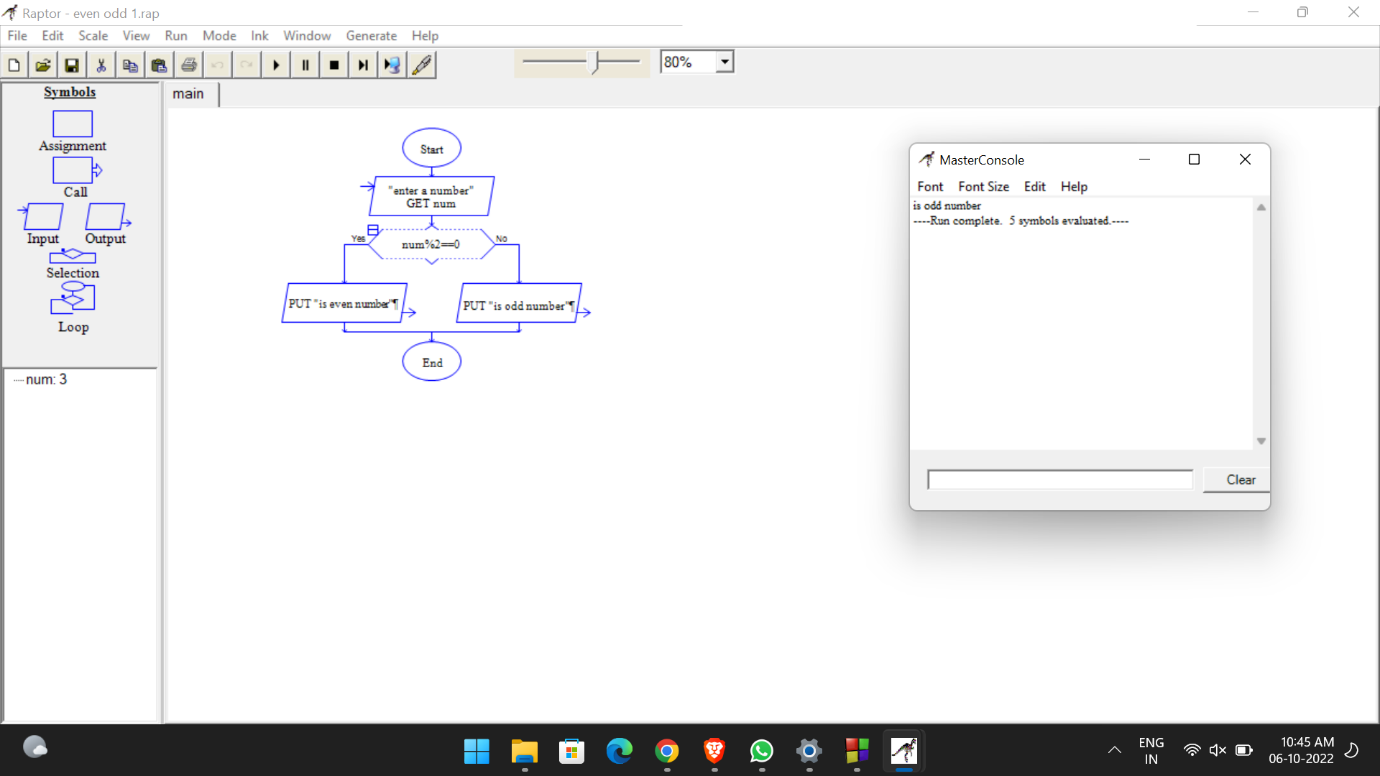 Raptor - even odd 1.rap
File Edit Scale View Run Mode Ink Window Generate Help
80%
Symbols
main
Assignment
Call
Input Output
Selection
Loop
num: 3
Start
"enter a number"
GET num
Yes
num%2==0
No
PUT "is even number"¶
PUT "is odd number"¶
End
MasterConsole
Font Font Size Edit Help
is odd number
----Run complete. 5 symbols evaluated.----
Clear
ENG
IN
10:45 AM
06-10-2022